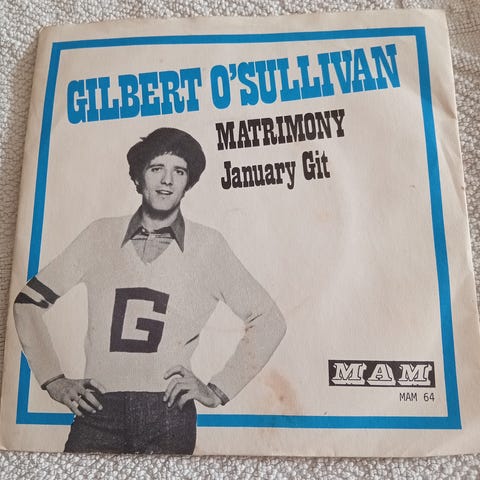 GILBERT O'SULLIVAN
MATRIMONY
January Git
G
MAM
MAM 64